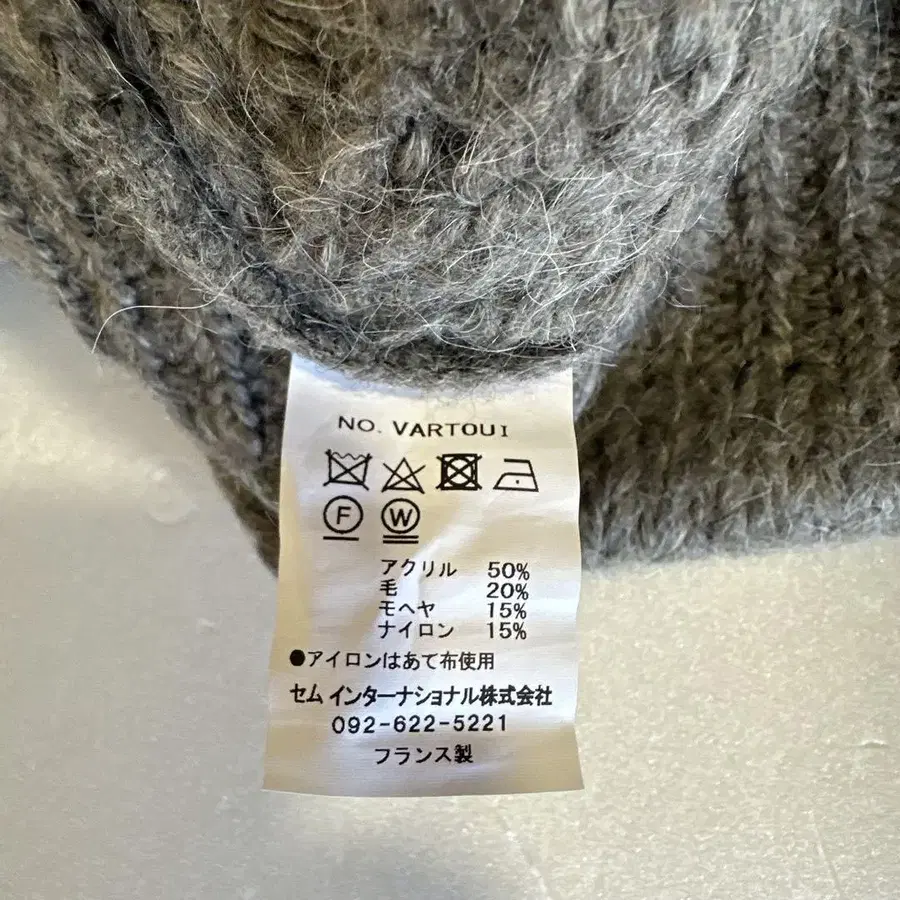 NO. VARTOUI
F W
アクリル 50%
毛 20%
モヘヤ 15%
ナイロン 15%
●アイロンはあて布使用
セム インターナショナル株式会社
092-622-5221
フランス製